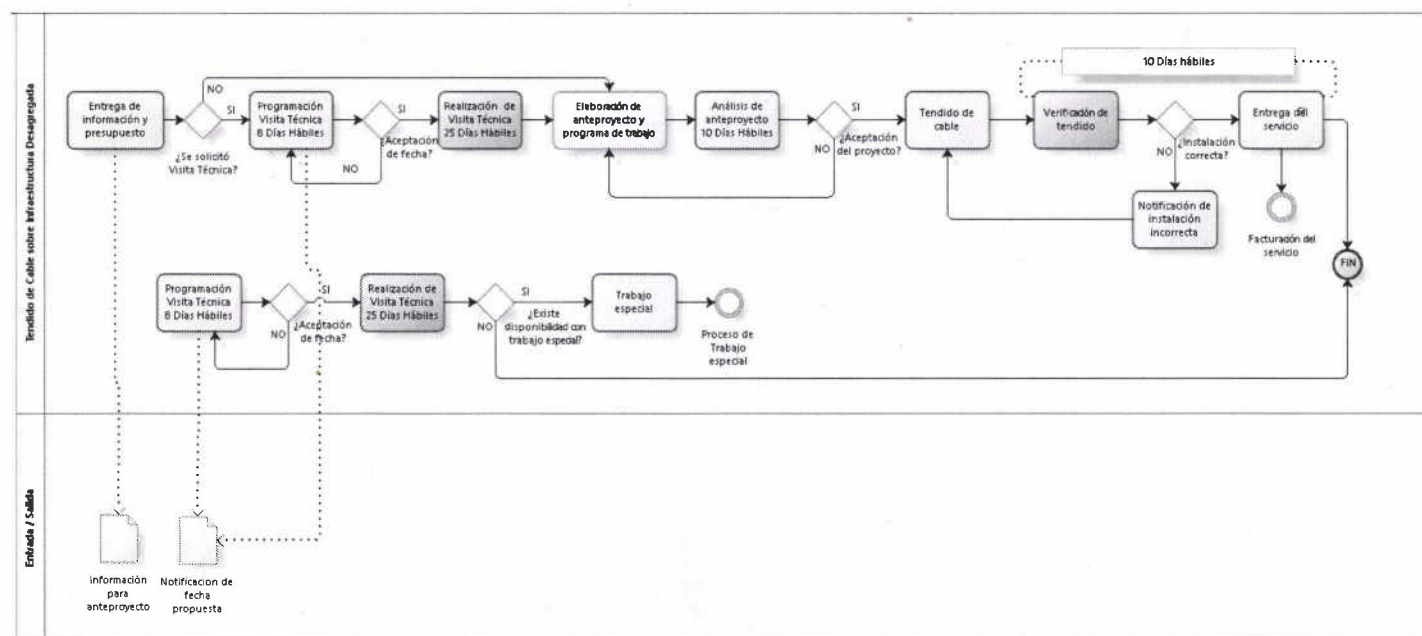 Tendido de Cable sobre Infraestructura Desagregada
10 Días hábiles
Entrega de
información y
presupuesto
NO
SI
¿Se solicitó
Visita Técnica?
Programación
Visita Técnica
8 Días Hábiles
SI
¿Aceptación
de fecha?
NO
Realización de
Visita Técnica
25 Días Hábiles
Elaboración de
anteproyecto y
programa de trabajo
Análisis de
anteproyecto
10 Días Hábiles
SI
¿Aceptación
del proyecto?
NO
Tendido de
cable
Verificación de
tendido
NO
¿Instalación
correcta?
Entrega del
servicio
Notificación de
instalación
incorrecta
Facturación del
servicio
FIN
Programación
Visita Técnica
8 Días Hábiles
SI
NO
¿Aceptación
de fecha?
Realización de
Visita Técnica
25 Días Hábiles
SI
NO
¿Existe
disponibilidad con
trabajo especial?
Trabajo
especial
Proceso de
Trabajo
especial
Entrada / Salida
Información
para
anteproyecto
Notificacion de
fecha
propuesta